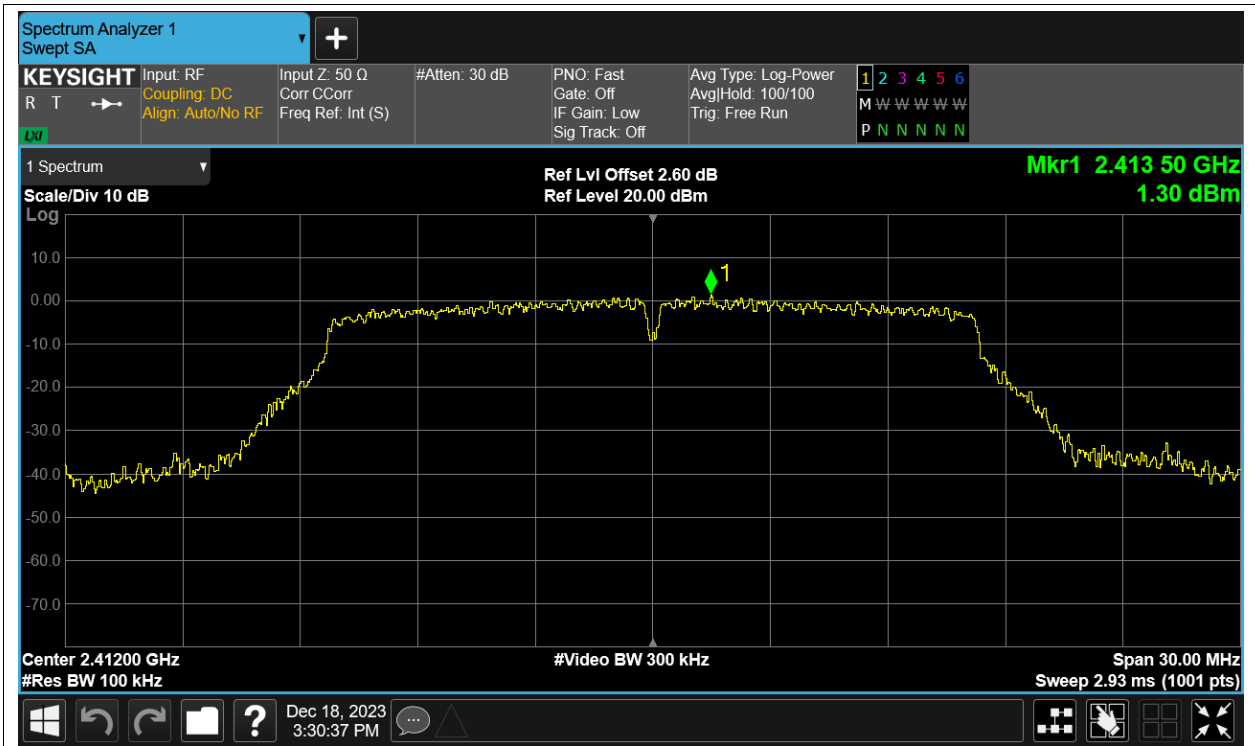 Spectrum Analyzer 1
Swept SA
KEYSIGHT
R T
LXI
Input: RF
Coupling: DC
Align: Auto/No RF
Input Z: 50 Ω
Corr CCorr
Freq Ref: Int (S)
#Atten: 30 dB
PNO: Fast
Gate: Off
IF Gain: Low
Sig Track: Off
Avg Type: Log-Power
Avg|Hold: 100/100
Trig: Free Run
1 2 3 4 5 6
M W W W W W
P N N N N N
1 Spectrum
Scale/Div 10 dB
Log
Ref Lvl Offset 2.60 dB
Ref Level 20.00 dBm
Mkr1 2.413 50 GHz
1.30 dBm
1
10.0
0.00
-10.0
-20.0
-30.0
-40.0
-50.0
-60.0
-70.0
Center 2.41200 GHz
#Res BW 100 kHz
#Video BW 300 kHz
Span 30.00 MHz
Sweep 2.93 ms (1001 pts)
?
Dec 18, 2023
3:30:37 PM